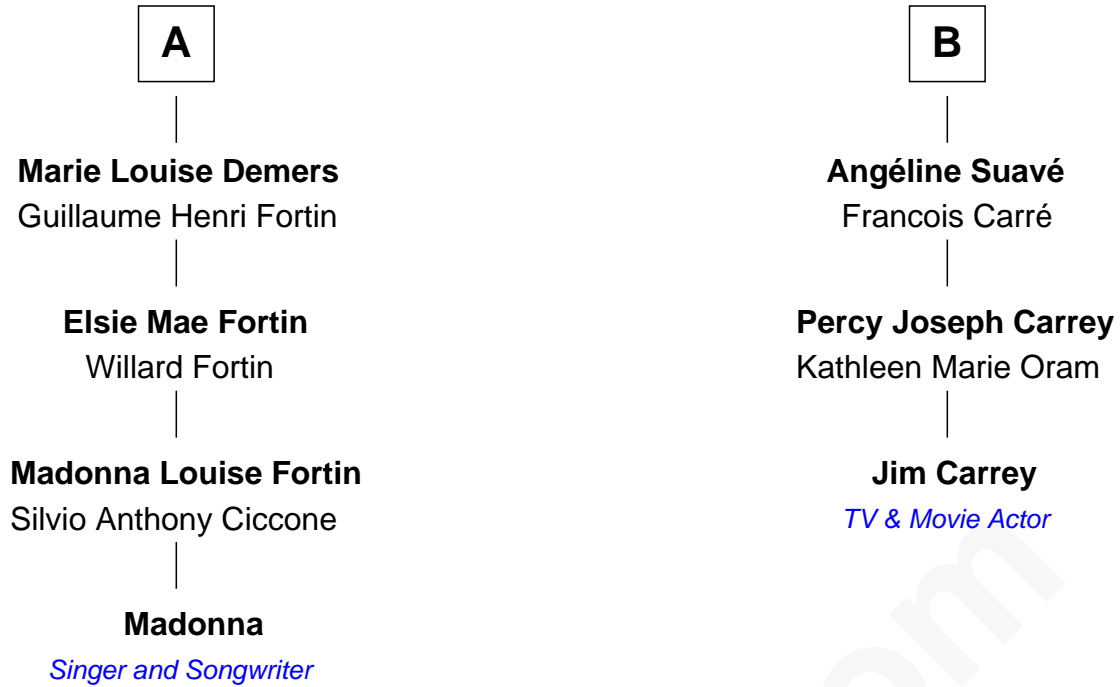 A
Marie Louise Demers
Guillaume Henri Fortin
Elsie Mae Fortin
Willard Fortin
Madonna Louise Fortin
Silvio Anthony Ciccone
Madonna
Singer and Songwriter
B
Angéline Suavé
Francois Carré
Percy Joseph Carrey
Kathleen Marie Oram
Jim Carrey
TV & Movie Actor
om